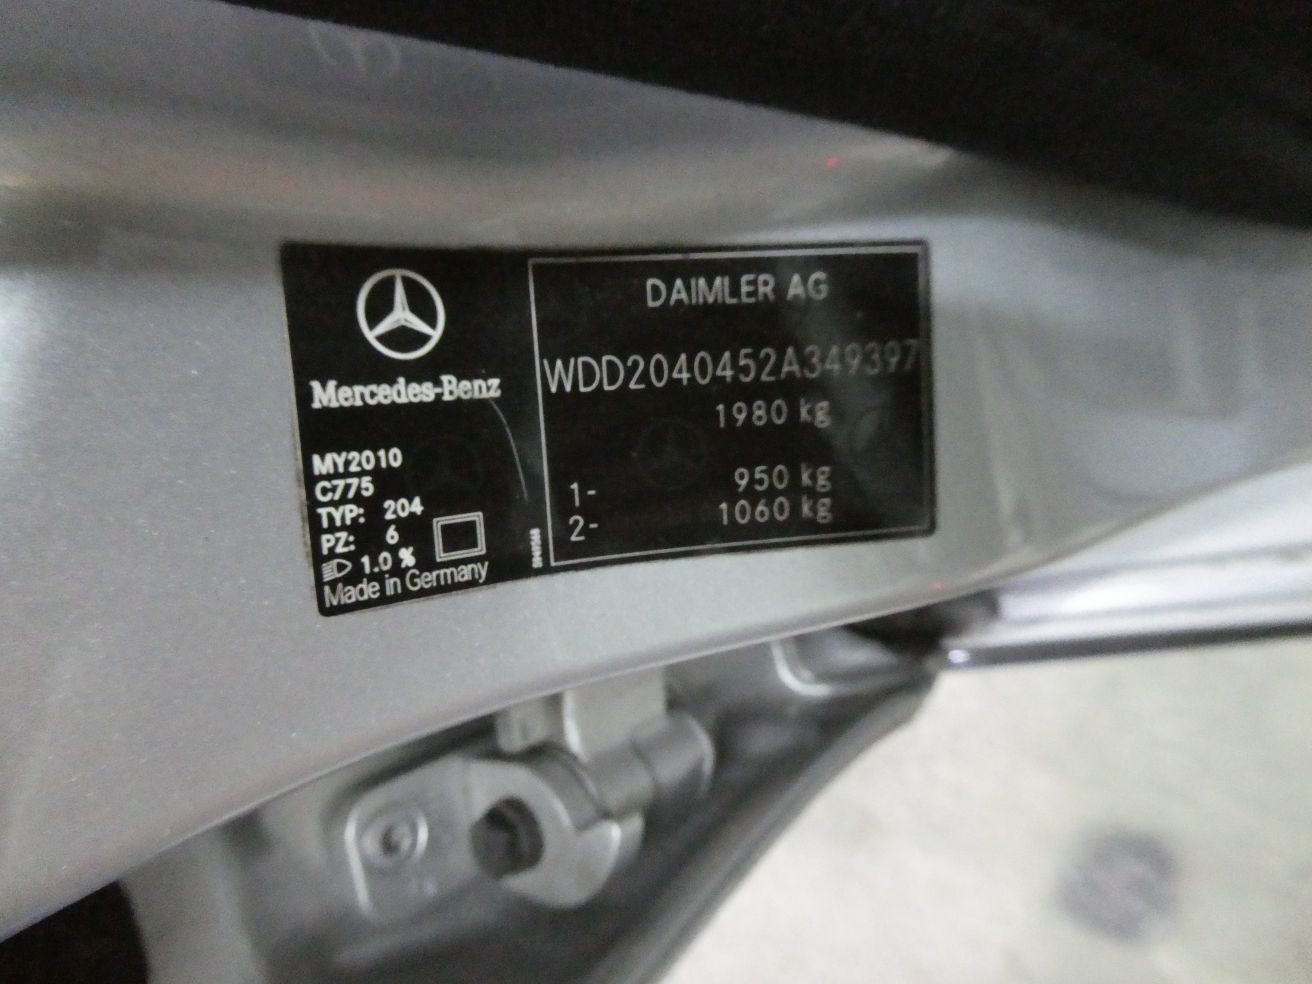 Mercedes-Benz
MY2010
C775
TYP: 204
PZ: 6
1.0 %
Made in Germany
DAIMLER AG
WDD2040452A349397
1980 kg
1- 950 kg
2- 1060 kg